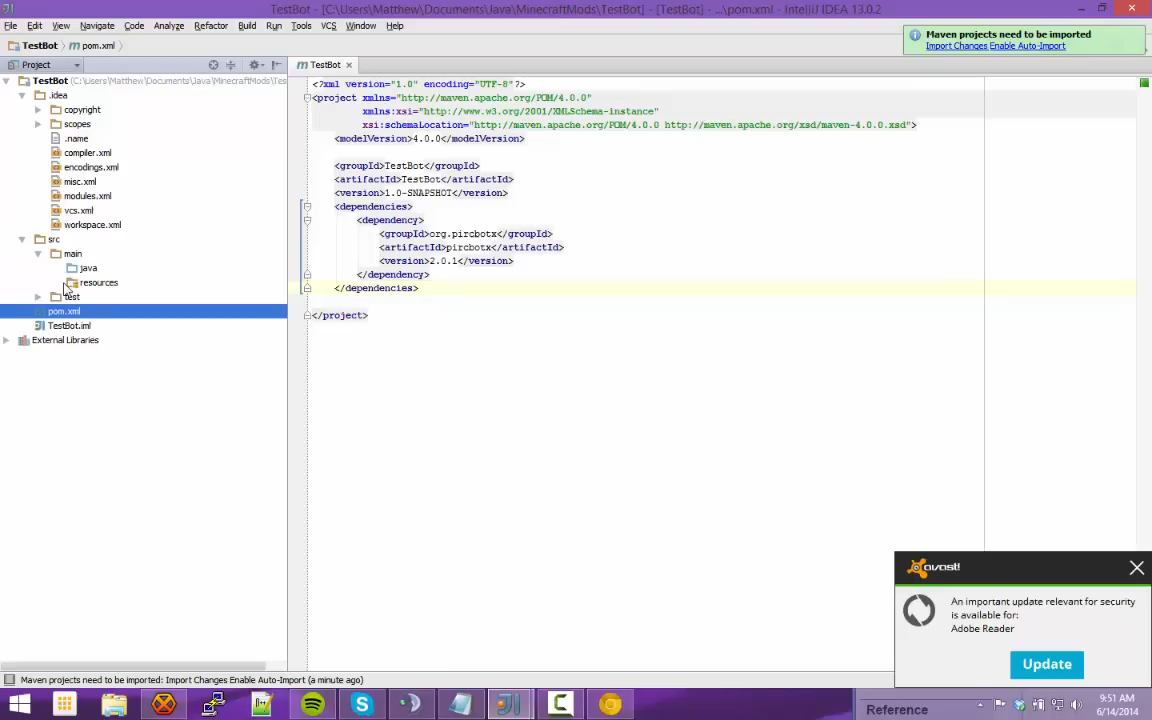 TestBot - [C:\Users\Matthew\Documents\Java\MinecraftMods\TestBot] - [TestBot] - ...\pom.xml - IntelliJ IDEA 13.0.2
File Edit View Navigate Code Analyze Refactor Build Run Tools VCS Window Help
TestBot pom.xml
Maven projects need to be imported
Import Changes Enable Auto-Import
Project
TestBot
TestBot (C:\Users\Matthew\Documents\Java\MinecraftMods\Tes
.idea
copyright
scopes
.name
compiler.xml
encodings.xml
misc.xml
modules.xml
vcs.xml
workspace.xml
src
main
java
resources
test
pom.xml
TestBot.iml
External Libraries
<?xml version="1.0" encoding="UTF-8"?>
<project xmlns="http://maven.apache.org/POM/4.0.0"
xmlns:xsi="http://www.w3.org/2001/XMLSchema-instance"
xsi:schemaLocation="http://maven.apache.org/POM/4.0.0 http://maven.apache.org/xsd/maven-4.0.0.xsd">
<modelVersion>4.0.0</modelVersion>
<groupId>TestBot</groupId>
<artifactId>TestBot</artifactId>
<version>1.0-SNAPSHOT</version>
<dependencies>
<dependency>
<groupId>org.pircbotx</groupId>
<artifactId>pircbotx</artifactId>
<version>2.0.1</version>
</dependency>
</dependencies>
</project>
avast!
An important update relevant for security
is available for:
Adobe Reader
Update
Maven projects need to be imported: Import Changes Enable Auto-Import (a minute ago)
Reference
9:51 AM
6/14/2014